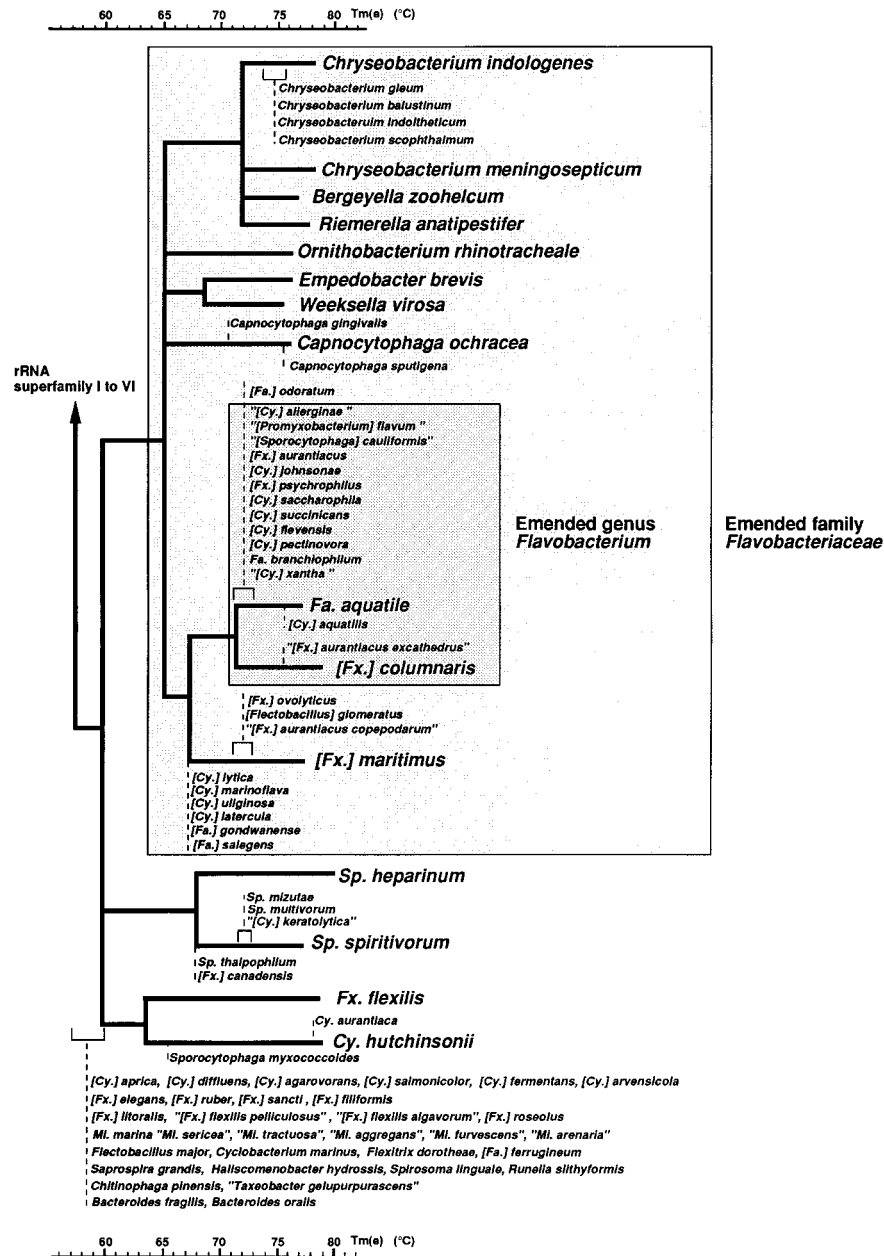 60 65 70 75 80 Tm(e) (°C)
Chryseobacterium indologenes
Chryseobacterium gleum
Chryseobacterium balustinum
Chryseobacteruim indoltheticum
Chryseobacterium scophthalmum
Chryseobacterium meningosepticum
Bergeyella zoohelcum
Riemerella anatipestifer
Ornithobacterium rhinotracheale
Empedobacter brevis
Weeksella virosa
Capnocytophaga gingivalis
Capnocytophaga ochracea
Capnocytophaga sputigena
rRNA
superfamily I to VI
[Fa.] odoratum
"[Cy.] allerginae "
"[Promyxobacterium] flavum "
"[Sporocytophaga] cauliformis"
[Fx.] aurantiacus
[Cy.] johnsonae
[Fx.] psychrophilus
[Cy.] saccharophila
[Cy.] succinicans
[Cy.] flevensis
[Cy.] pectinovora
Fa. branchiophilum
"[Cy.] xantha "
Emended genus
Flavobacterium
Emended family
Flavobacteriaceae
Fa. aquatile
[Cy.] aquatilis
"[Fx.] aurantiacus excathedrus"
[Fx.] columnaris
[Fx.] ovolyticus
[Flectobacillus] glomeratus
"[Fx.] aurantiacus copepodarum"
[Fx.] maritimus
[Cy.] lytica
[Cy.] marinoflava
[Cy.] uliginosa
[Cy.] latercula
[Fa.] gondwanense
[Fa.] salegens
Sp. heparinum
Sp. mizutae
Sp. multivorum
"[Cy.] keratolytica"
Sp. spiritivorum
Sp. thalpophilum
[Fx.] canadensis
Fx. flexilis
Cy. aurantiaca
Cy. hutchinsonii
Sporocytophaga myxococcoides
[Cy.] aprica, [Cy.] diffluens, [Cy.] agarovorans, [Cy.] salmonicolor, [Cy.] fermentans, [Cy.] arvensicola
[Fx.] elegans, [Fx.] ruber, [Fx.] sancti , [Fx.] filiformis
[Fx.] litoralis, "[Fx.] flexilis pelliculosus" , "[Fx.] flexilis algavorum", [Fx.] roseolus
Mi. marina "Mi. sericea", "Mi. tractuosa", "Mi. aggregans", "Mi. furvescens", "Mi. arenaria"
Flectobacillus major, Cyclobacterium marinus, Flexitrix dorotheae, [Fa.] ferrugineum
Saprospira grandis, Haliscomenobacter hydrossis, Spirosoma linguale, Runella slithyformis
Chitinophaga pinensis, "Taxeobacter gelupurpurascens"
Bacteroides fragilis, Bacteroides oralis
60 65 70 75 80 Tm(e) (°C)